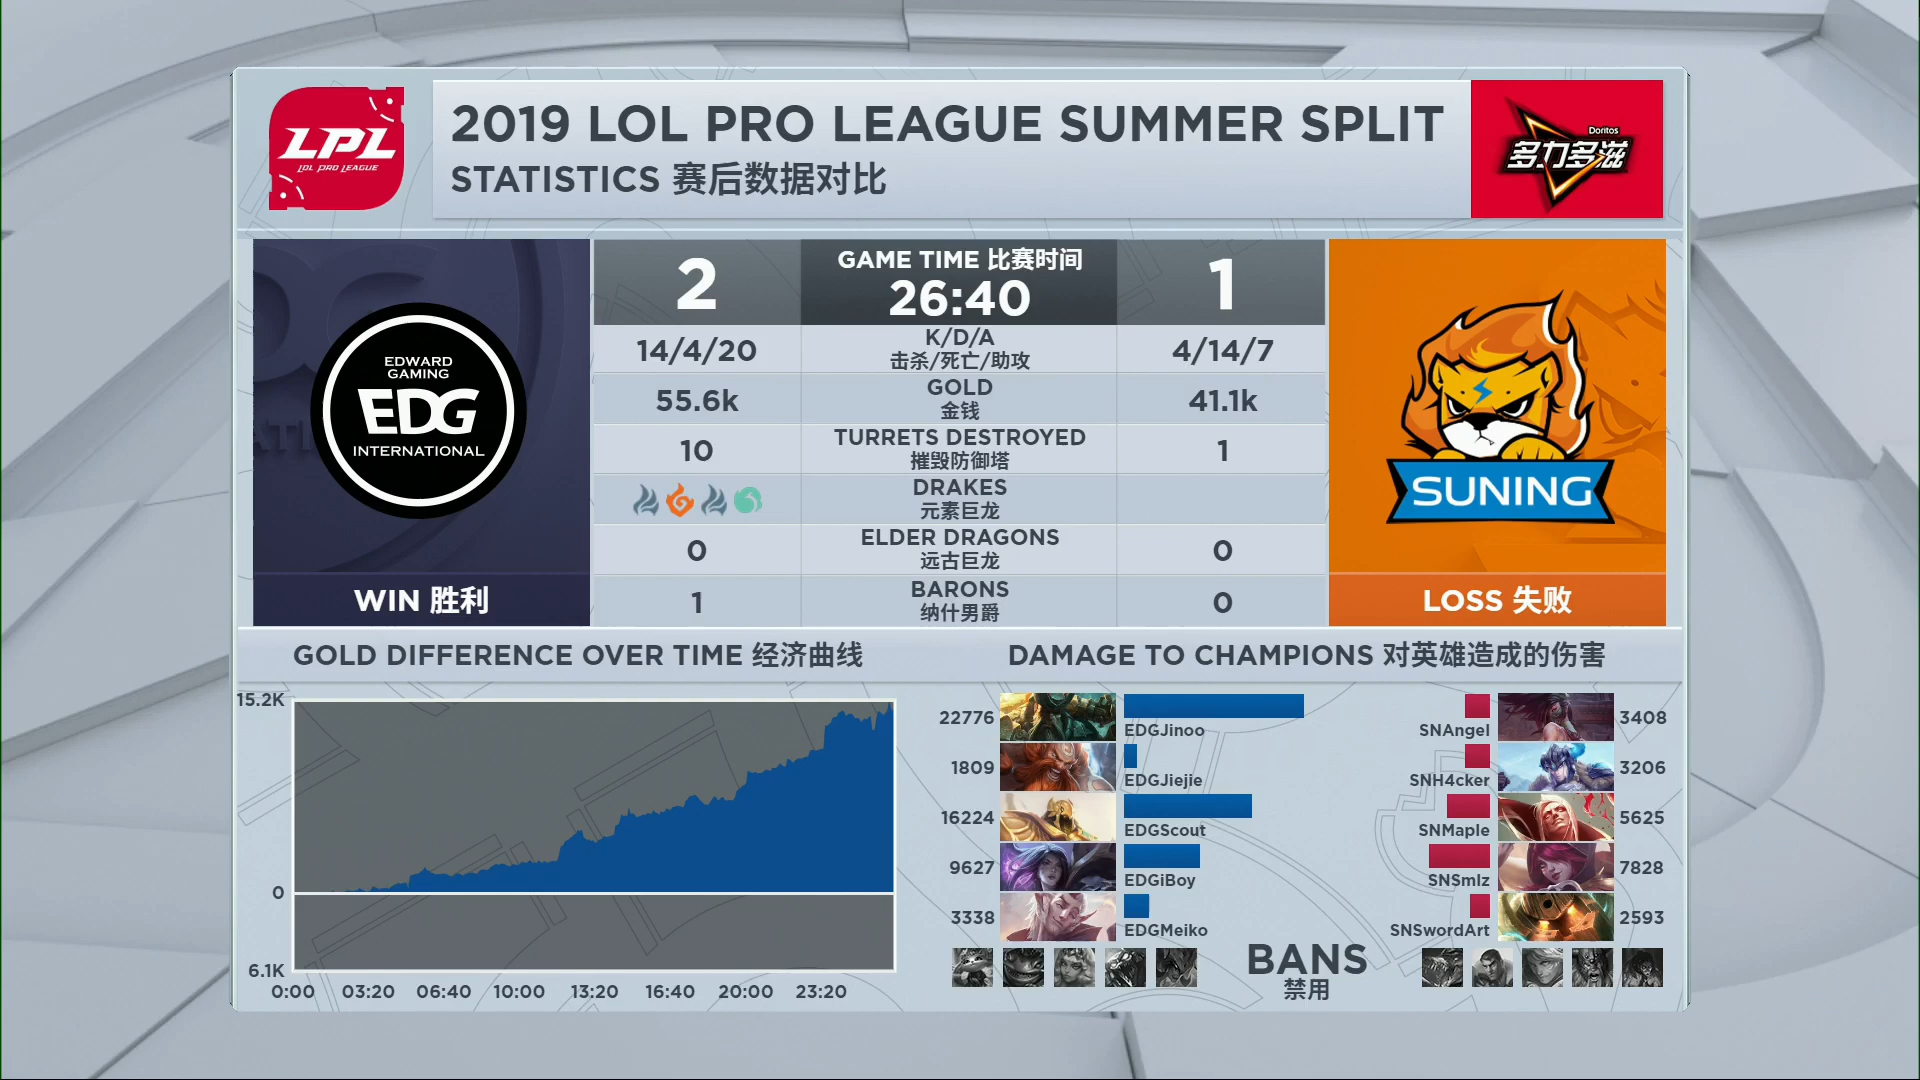 LPL
LOL PRO LEAGUE
2019 LOL PRO LEAGUE SUMMER SPLIT
STATISTICS 赛后数据对比
Doritos
多力多滋
EDWARD
GAMING
EDG
INTERNATIONAL
WIN 胜利
2
GAME TIME 比赛时间
26:40
1
14/4/20
K/D/A
击杀/死亡/助攻
4/14/7
55.6k
GOLD
金钱
41.1k
10
TURRETS DESTROYED
摧毁防御塔
1
DRAKES
元素巨龙
0
ELDER DRAGONS
远古巨龙
0
1
BARONS
纳什男爵
0
SUNING
LOSS 失败
GOLD DIFFERENCE OVER TIME 经济曲线
15.2K
0
6.1K
0:00 03:20 06:40 10:00 13:20 16:40 20:00 23:20
DAMAGE TO CHAMPIONS 对英雄造成的伤害
22776 EDGJinoo SNAngel 3408
1809 EDGJiejie SNH4cker 3206
16224 EDGScout SNMaple 5625
9627 EDGiBoy SNSmlz 7828
3338 EDGMeiko SNSwordArt 2593
BANS
禁用